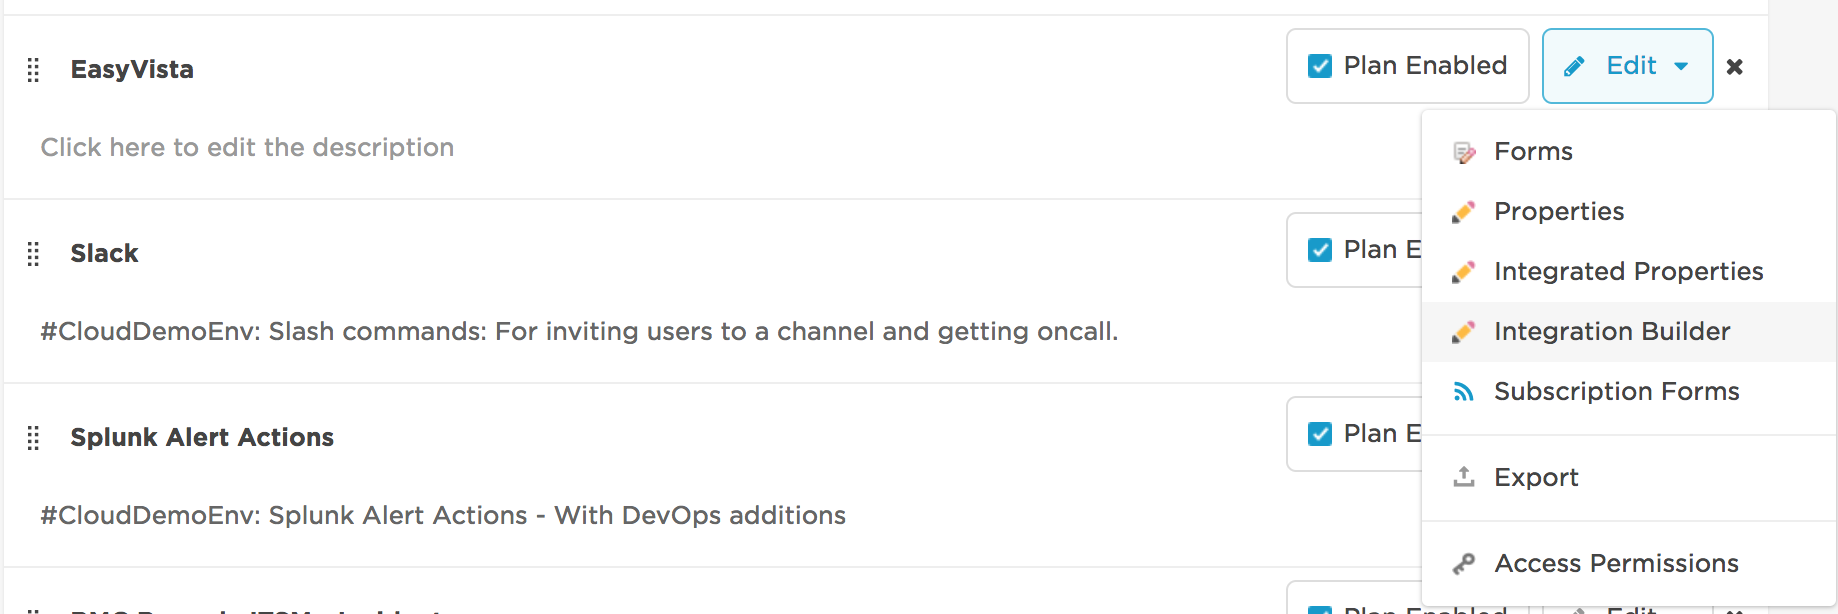 EasyVista
Plan Enabled
Edit
Click here to edit the description
Forms
Properties
Integrated Properties
Integration Builder
Subscription Forms
Export
Access Permissions
Slack
Plan E
#CloudDemoEnv: Slash commands: For inviting users to a channel and getting oncall.
Splunk Alert Actions
Plan E
#CloudDemoEnv: Splunk Alert Actions - With DevOps additions
Plan Enabled
Edit